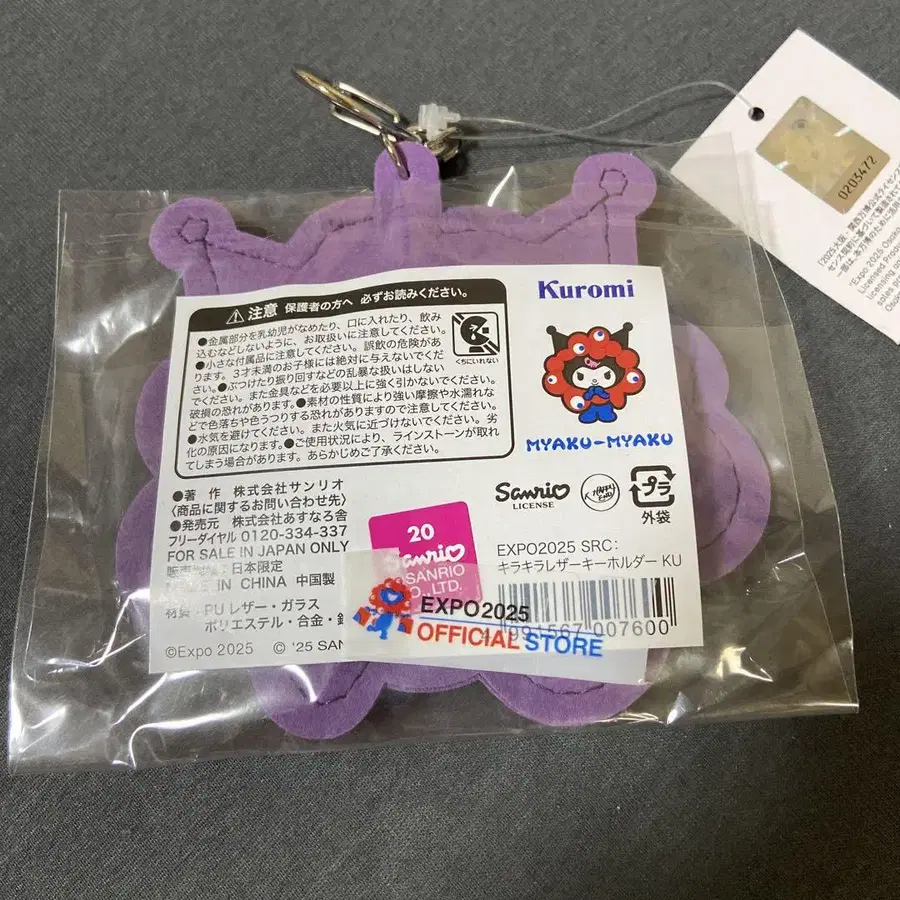 注意 保護者の方へ 必ずお読みください。
●金属部分を乳幼児がなめたり、口に入れたり、飲み
込むなどしないように、お取扱いに注意してください。
●小さな付属品に注意してください。誤飲の危険があ
ります。3才未満のお子様には絶対に与えないでくだ
さい。●ぶつけたり振り回すなどの乱暴な扱いはしない
でください。また金具などを必要以上に強く引かないでください。
破損の恐れがあります。●素材の性質により強い摩擦や水濡れな
どで色落ちや色うつりする恐れがありますので注意してください。
●水気を避けてください。また火気に近づけないでください。劣
化の原因になります。●ご使用状況により、ラインストーンが取れ
てしまう場合があります。あらかじめご了承ください。
くちにいれない
Kuromi
MYAKU-MYAKU
●著作 株式会社サンリオ
〈商品に関するお問い合わせ先〉
●発売元 株式会社あすなろ舎
フリーダイヤル 0120-334-337
FOR SALE IN JAPAN ONLY
日本限定
IN CHINA 中国製
材質 PUレザー・ガラス
ポリエステル・合金・
©Expo 2025 © '25 SAN
20
Sanrio
SANRIO
CO., LTD.
Sanrio
LICENSE
プラ
外袋
EXPO2025 SRC:
キラキラレザーキーホルダー KU
007600
EXPO2025
OFFICIAL STORE
0203472